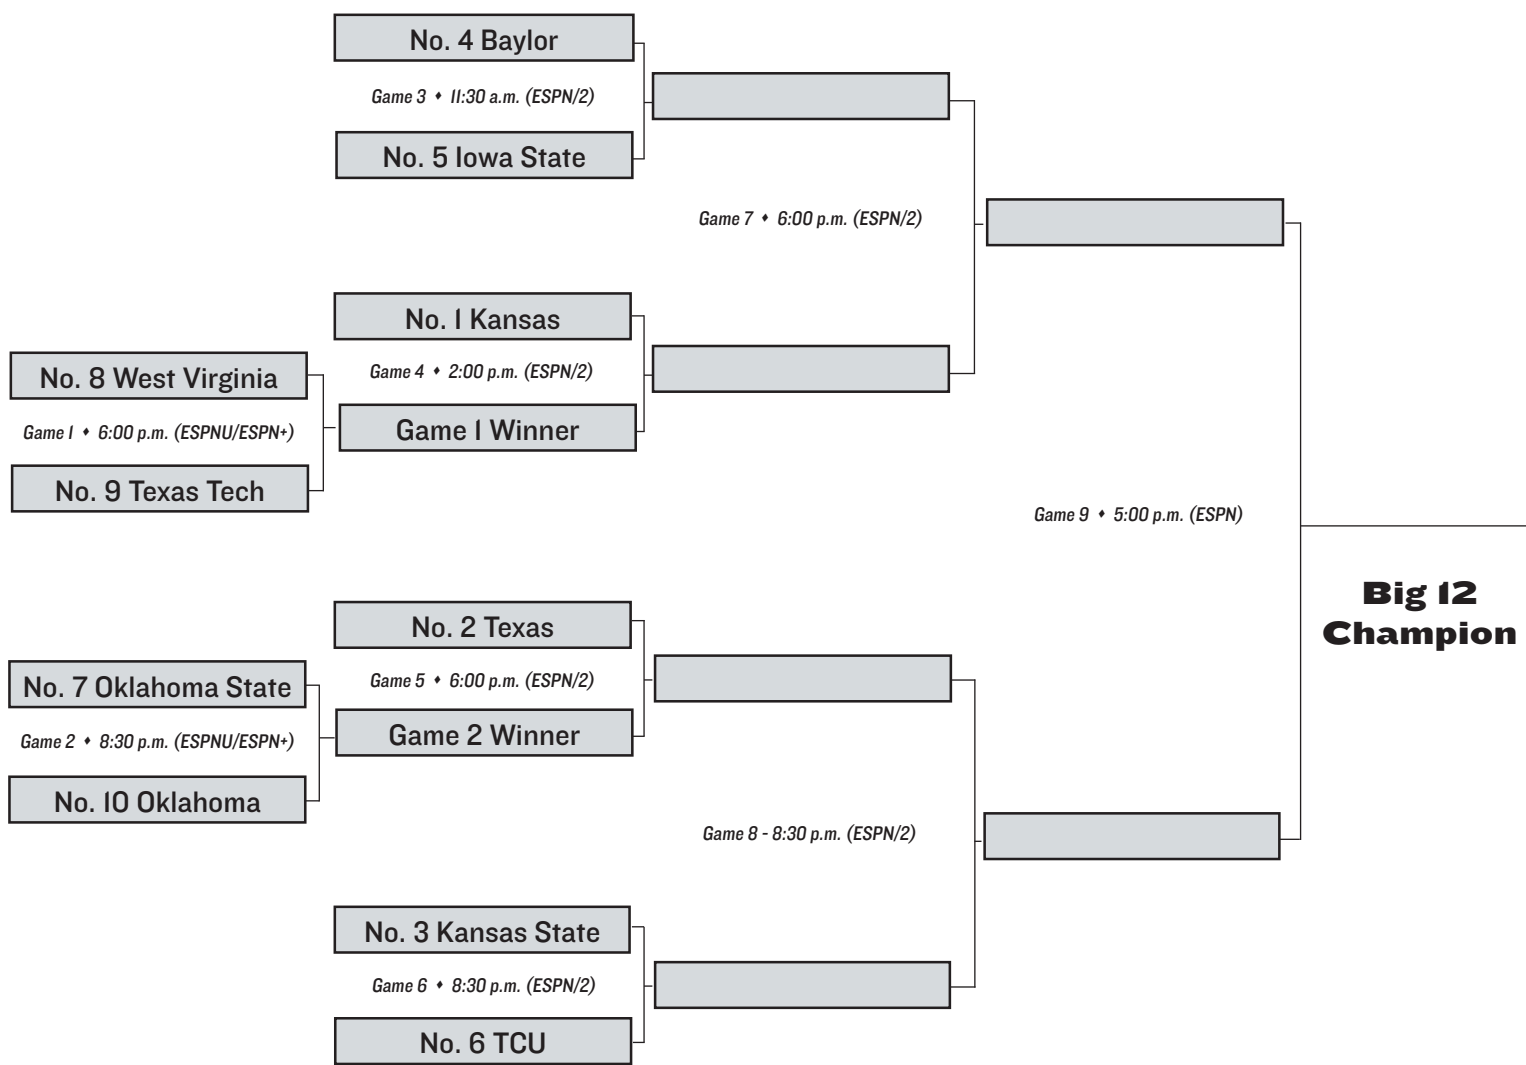 No. 4 Baylor
Game 3 ♦ 11:30 a.m. (ESPN/2)
No. 5 Iowa State
Game 7 ♦ 6:00 p.m. (ESPN/2)
No. 1 Kansas
Game 4 ♦ 2:00 p.m. (ESPN/2)
Game 1 Winner
No. 8 West Virginia
Game 1 ♦ 6:00 p.m. (ESPNU/ESPN+)
No. 9 Texas Tech
Game 9 ♦ 5:00 p.m. (ESPN)
Big 12
Champion
No. 2 Texas
Game 5 ♦ 6:00 p.m. (ESPN/2)
Game 2 Winner
No. 7 Oklahoma State
Game 2 ♦ 8:30 p.m. (ESPNU/ESPN+)
No. 10 Oklahoma
Game 8 - 8:30 p.m. (ESPN/2)
No. 3 Kansas State
Game 6 ♦ 8:30 p.m. (ESPN/2)
No. 6 TCU